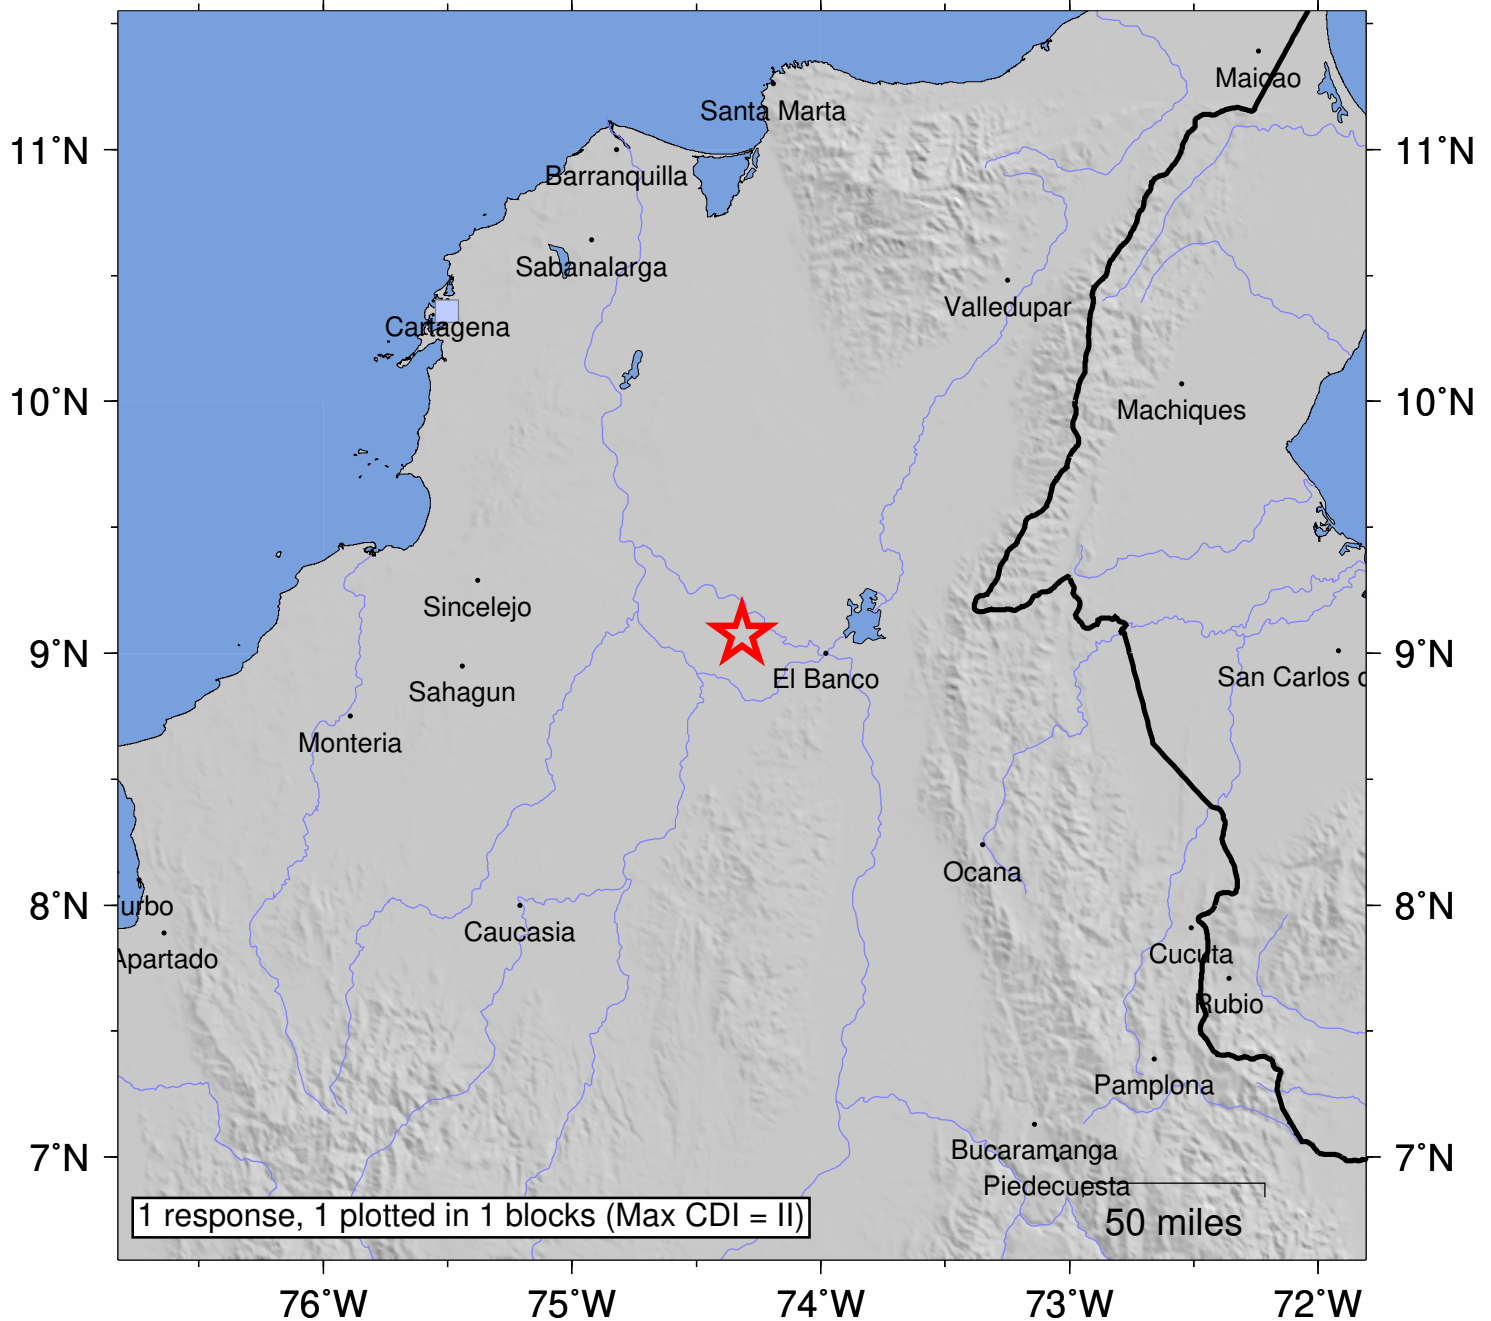 Maicao
Santa Marta
11°N
11°N
Barranquilla
Sabanalarga
Valledupar
Cartagena
10°N
10°N
Machiques
Sincelejo
9°N
9°N
El Banco
San Carlos
Sahagun
Monteria
Ocana
8°N
8°N
urbo
Caucasia
Cucuta
Apartado
Rubio
Pamplona
7°N
7°N
Bucaramanga
Piedecuesta
1 response, 1 plotted in 1 blocks (Max CDI = II)
50 miles
76°W
75°W
74°W
73°W
72°W